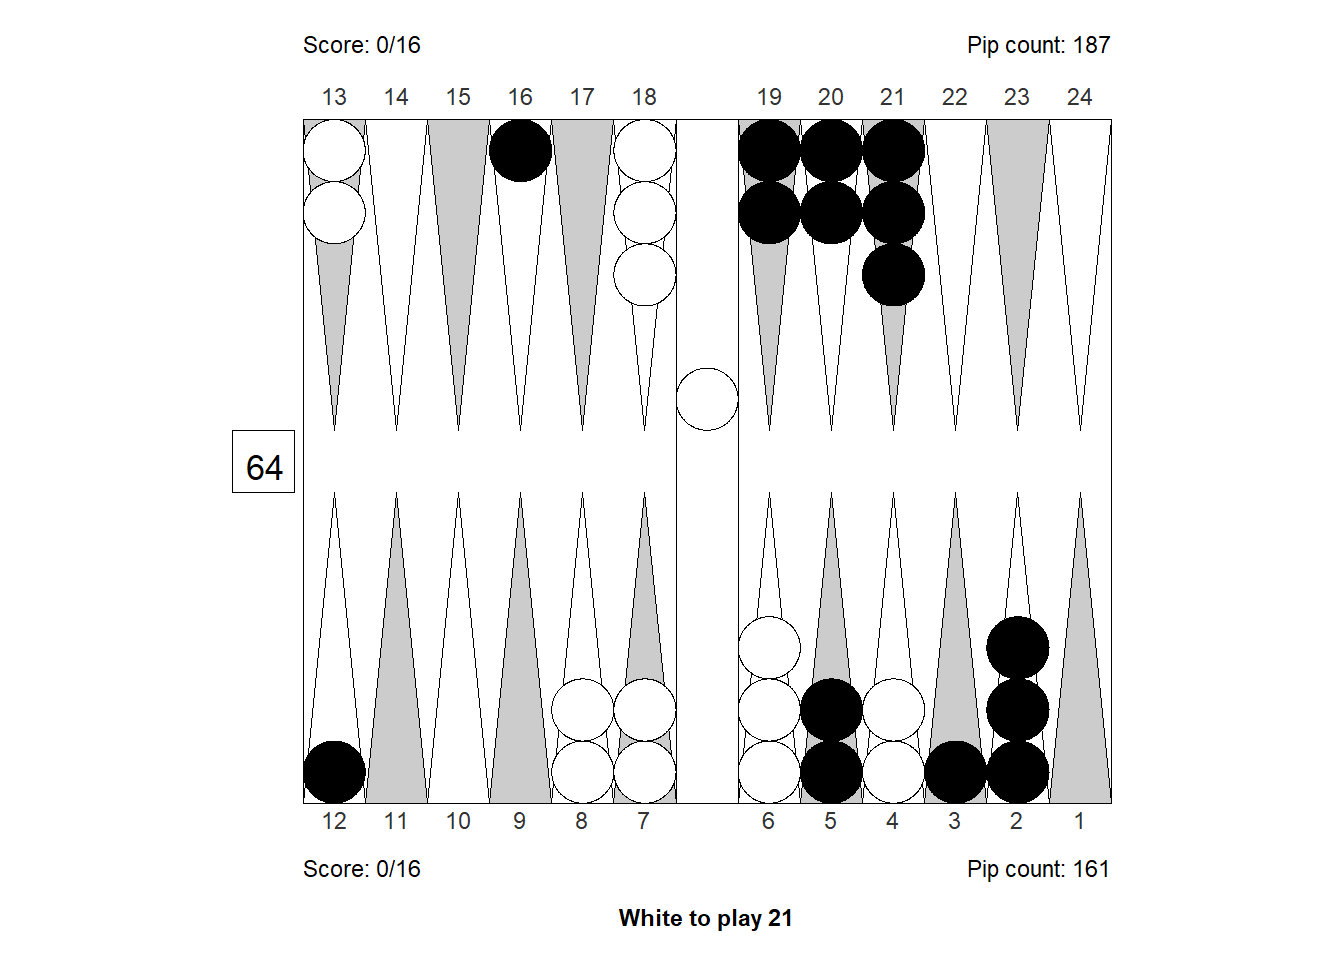 Score: 0/16 Pip count: 187
13 14 15 16 17 18 19 20 21 22 23 24
64
12 11 10 9 8 7 6 5 4 3 2 1
Score: 0/16 Pip count: 161
White to play 21